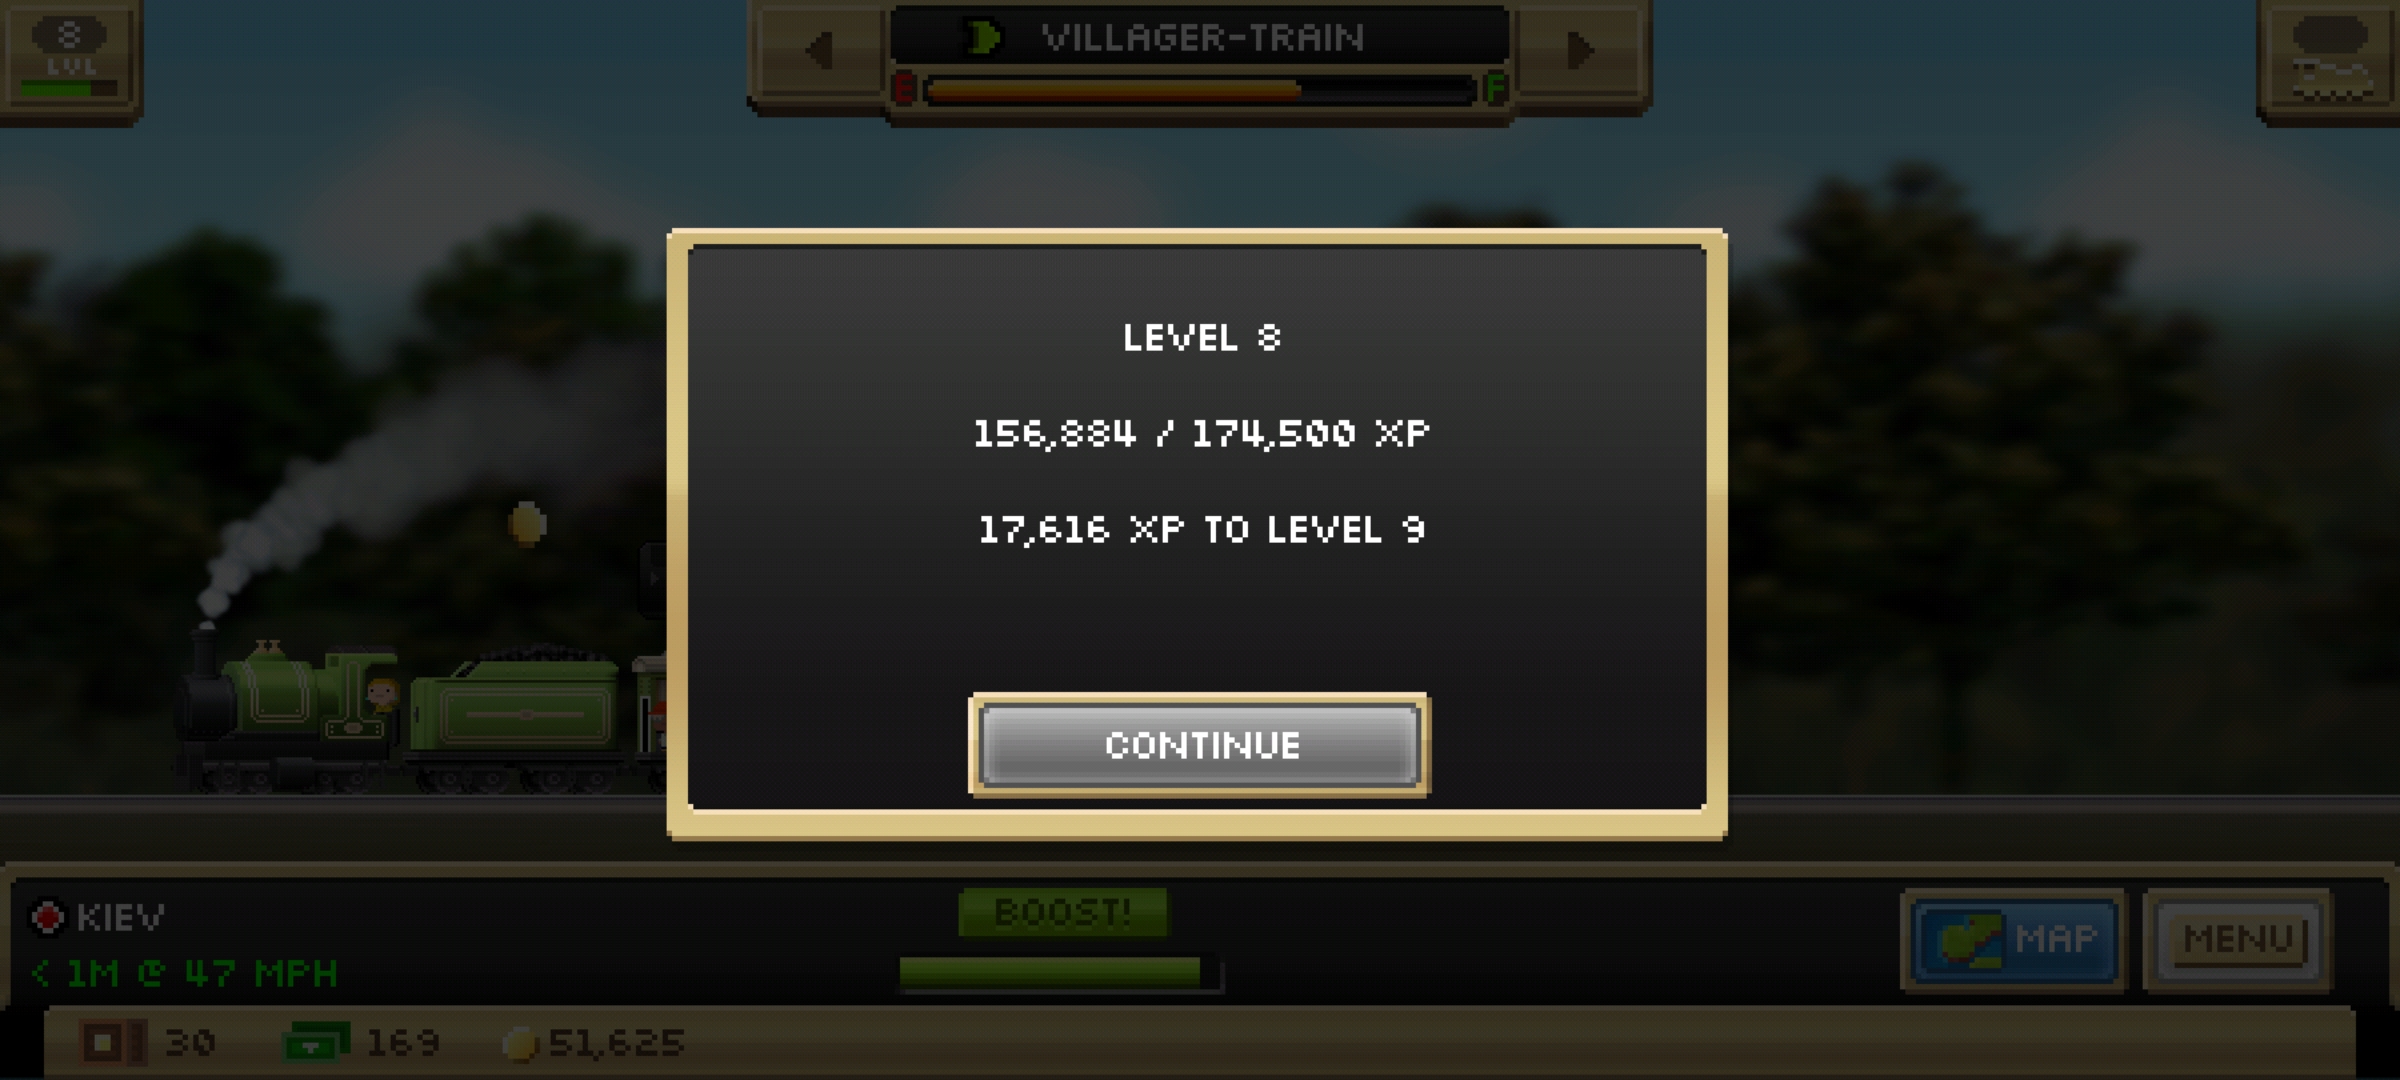 8
LVL
VILLAGER-TRAIN
E F
LEVEL 8
156,884 / 174,500 XP
17,616 XP TO LEVEL 9
CONTINUE
KIEV
< 1M @ 47 MPH
BOOST!
MAP
MENU
30 169 51,625